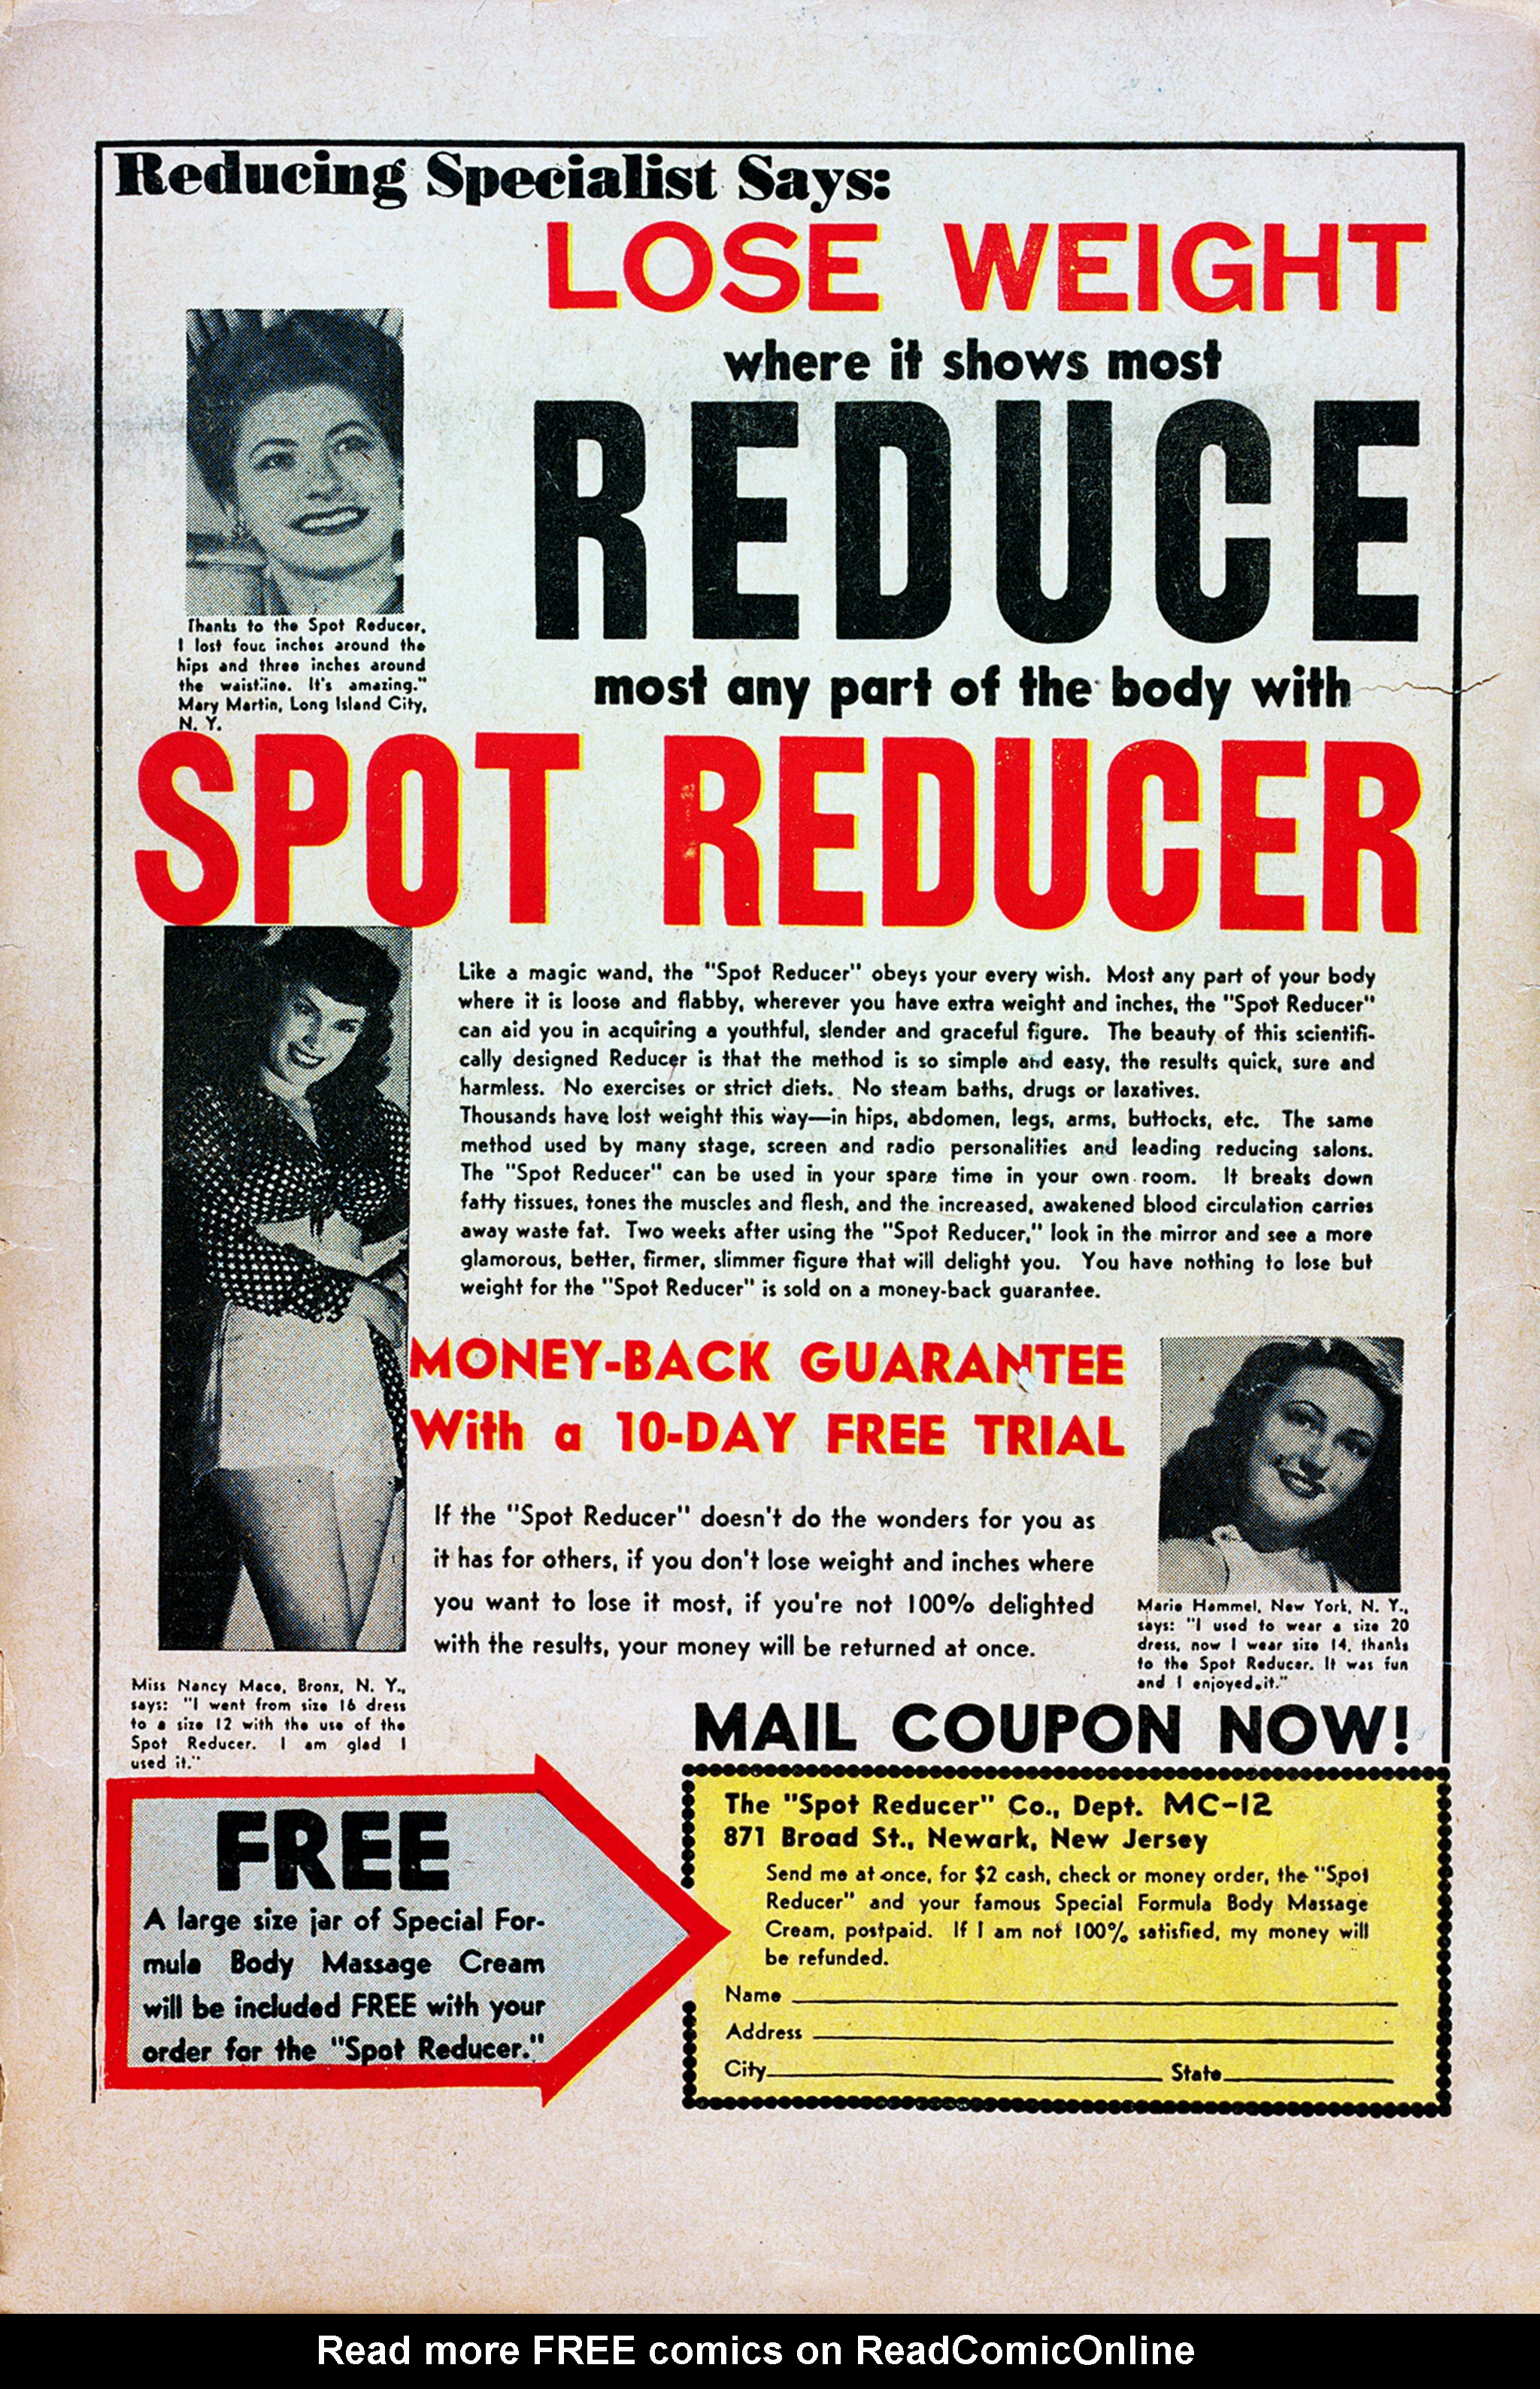 Reducing Specialist Says:
LOSE WEIGHT
where it shows most
REDUCE
most any part of the body with
SPOT REDUCER
Thanks to the Spot Reducer,
I lost four inches around the
hips and three inches around
the waistline. It's amazing."
Mary Martin, Long Island City,
N. Y.
Like a magic wand, the "Spot Reducer" obeys your every wish. Most any part of your body
where it is loose and flabby, wherever you have extra weight and inches, the "Spot Reducer"
can aid you in acquiring a youthful, slender and graceful figure. The beauty of this scientifi-
cally designed Reducer is that the method is so simple and easy, the results quick, sure and
harmless. No exercises or strict diets. No steam baths, drugs or laxatives.
Thousands have lost weight this way—in hips, abdomen, legs, arms, buttocks, etc. The same
method used by many stage, screen and radio personalities and leading reducing salons.
The "Spot Reducer" can be used in your spare time in your own room. It breaks down
fatty tissues, tones the muscles and flesh, and the increased, awakened blood circulation carries
away waste fat. Two weeks after using the "Spot Reducer," look in the mirror and see a more
glamorous, better, firmer, slimmer figure that will delight you. You have nothing to lose but
weight for the "Spot Reducer" is sold on a money-back guarantee.
MONEY-BACK GUARANTEE
With a 10-DAY FREE TRIAL
If the "Spot Reducer" doesn't do the wonders for you as
it has for others, if you don't lose weight and inches where
you want to lose it most, if you're not 100% delighted
with the results, your money will be returned at once.
Marie Hammel, New York, N. Y.,
says: "I used to wear a size 20
dress, now I wear size 14, thanks
to the Spot Reducer. It was fun
and I enjoyed it."
Miss Nancy Mace, Bronx, N. Y.,
says: "I went from size 16 dress
to a size 12 with the use of the
Spot Reducer. I am glad I
used it."
MAIL COUPON NOW!
FREE
A large size jar of Special For-
mula Body Massage Cream
will be included FREE with your
order for the "Spot Reducer."
The "Spot Reducer" Co., Dept. MC-12
871 Broad St., Newark, New Jersey
Send me at once, for $2 cash, check or money order, the "Spot
Reducer" and your famous Special Formula Body Massage
Cream, postpaid. If I am not 100% satisfied, my money will
be refunded.
Name
Address
City State
Read more FREE comics on ReadComicOnline